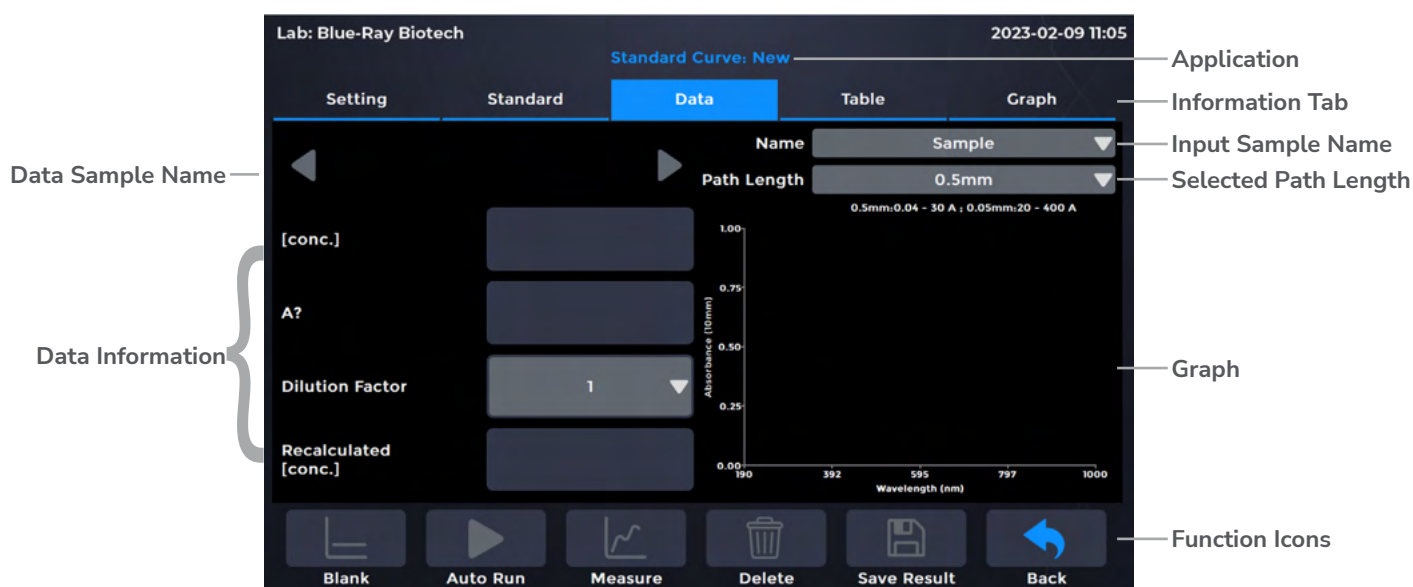 Lab: Blue-Ray Biotech
2023-02-09 11:05
Standard Curve: New
Application
Setting
Standard
Data
Table
Graph
Information Tab
Name
Sample
Input Sample Name
Data Sample Name
Path Length
0.5mm
Selected Path Length
0.5mm:0.04 - 30 A ; 0.05mm:20 - 400 A
[conc.]
A?
Dilution Factor
1
Recalculated
[conc.]
Data Information
1.00
0.75
0.50
0.25
0.00
Absorbance (10mm)
190
392
595
797
1000
Wavelength (nm)
Graph
Blank
Auto Run
Measure
Delete
Save Result
Back
Function Icons